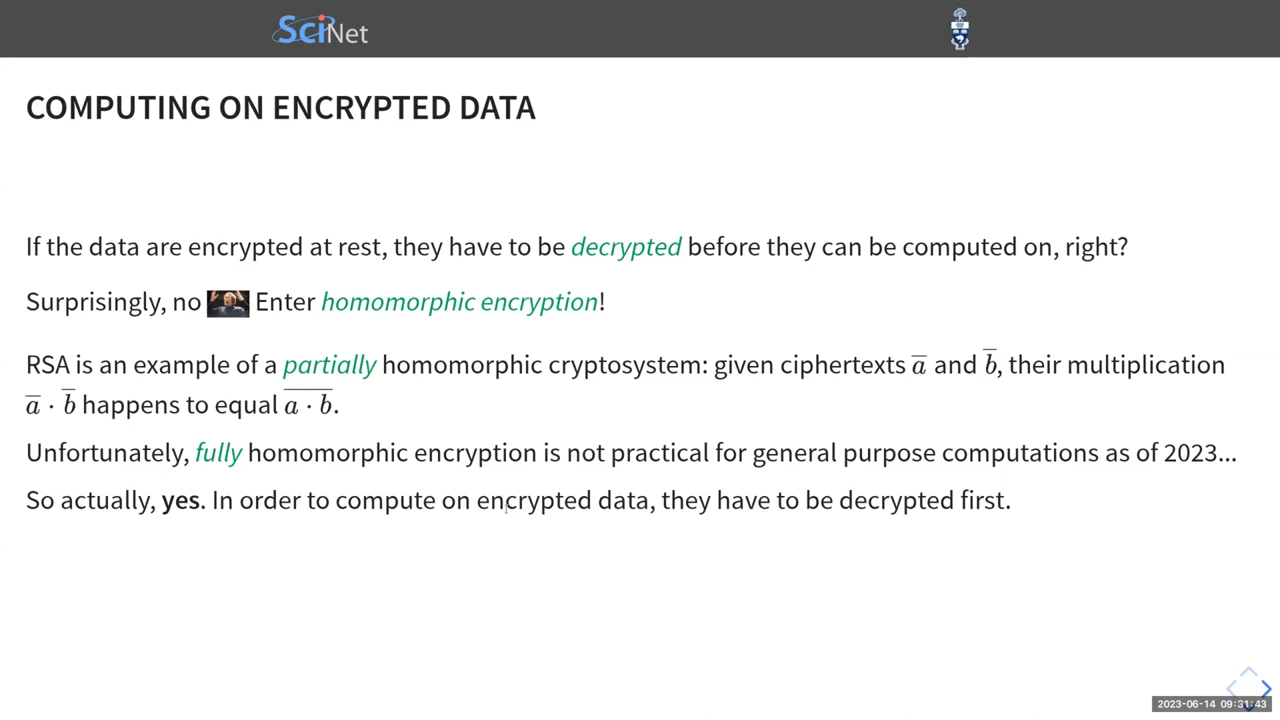 SciNet
COMPUTING ON ENCRYPTED DATA
If the data are encrypted at rest, they have to be decrypted before they can be computed on, right?
Surprisingly, no Enter homomorphic encryption!
RSA is an example of a partially homomorphic cryptosystem: given ciphertexts a̅ and b̅, their multiplication
a̅ · b̅ happens to equal a̅ ̅·̅ ̅b̅.
Unfortunately, fully homomorphic encryption is not practical for general purpose computations as of 2023...
So actually, yes. In order to compute on encrypted data, they have to be decrypted first.
2023-06-14 09:31:43